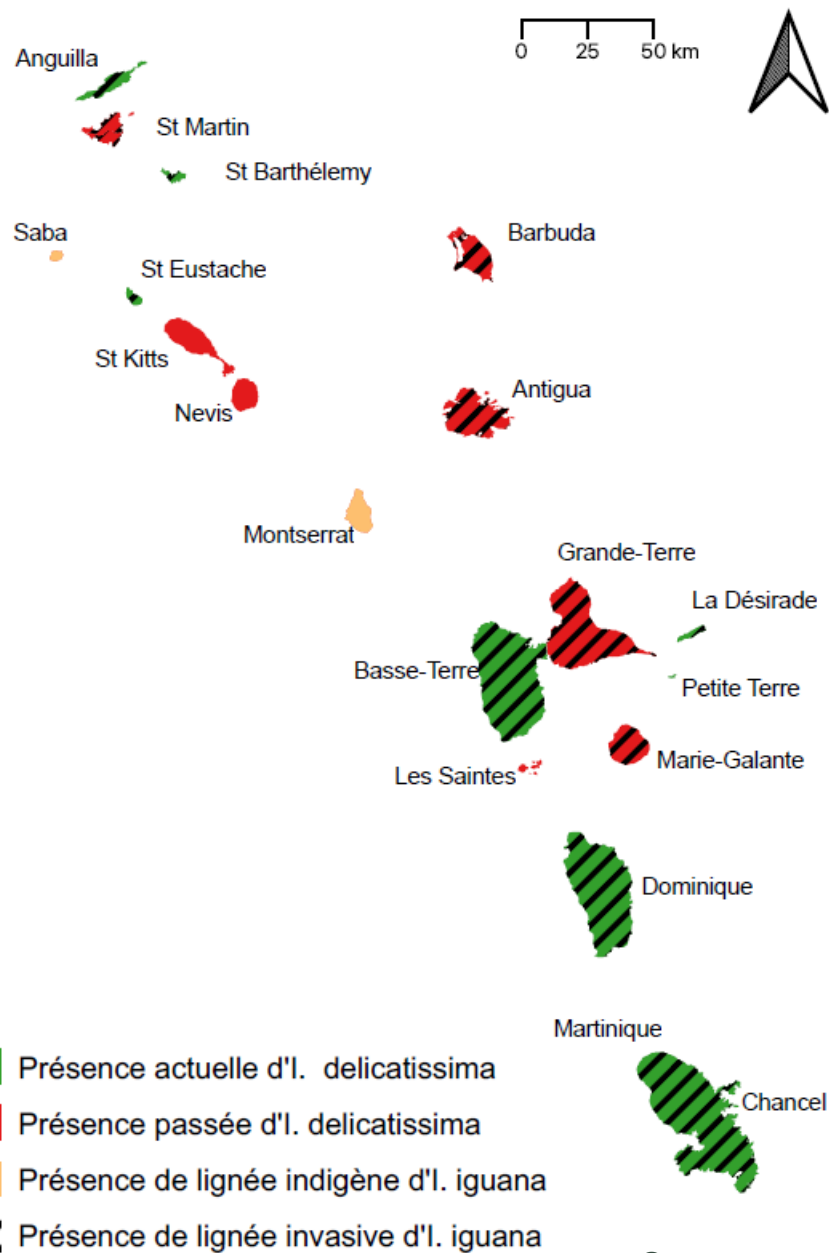 0 25 50 km
Anguilla
St Martin
St Barthélemy
Saba
Barbuda
St Eustache
St Kitts
Antigua
Nevis
Montserrat
Grande-Terre
La Désirade
Basse-Terre
Petite Terre
Marie-Galante
Les Saintes
Dominique
Martinique
Chancel
Présence actuelle d'I. delicatissima
Présence passée d'I. delicatissima
Présence de lignée indigène d'I. iguana
Présence de lignée invasive d'I. iguana